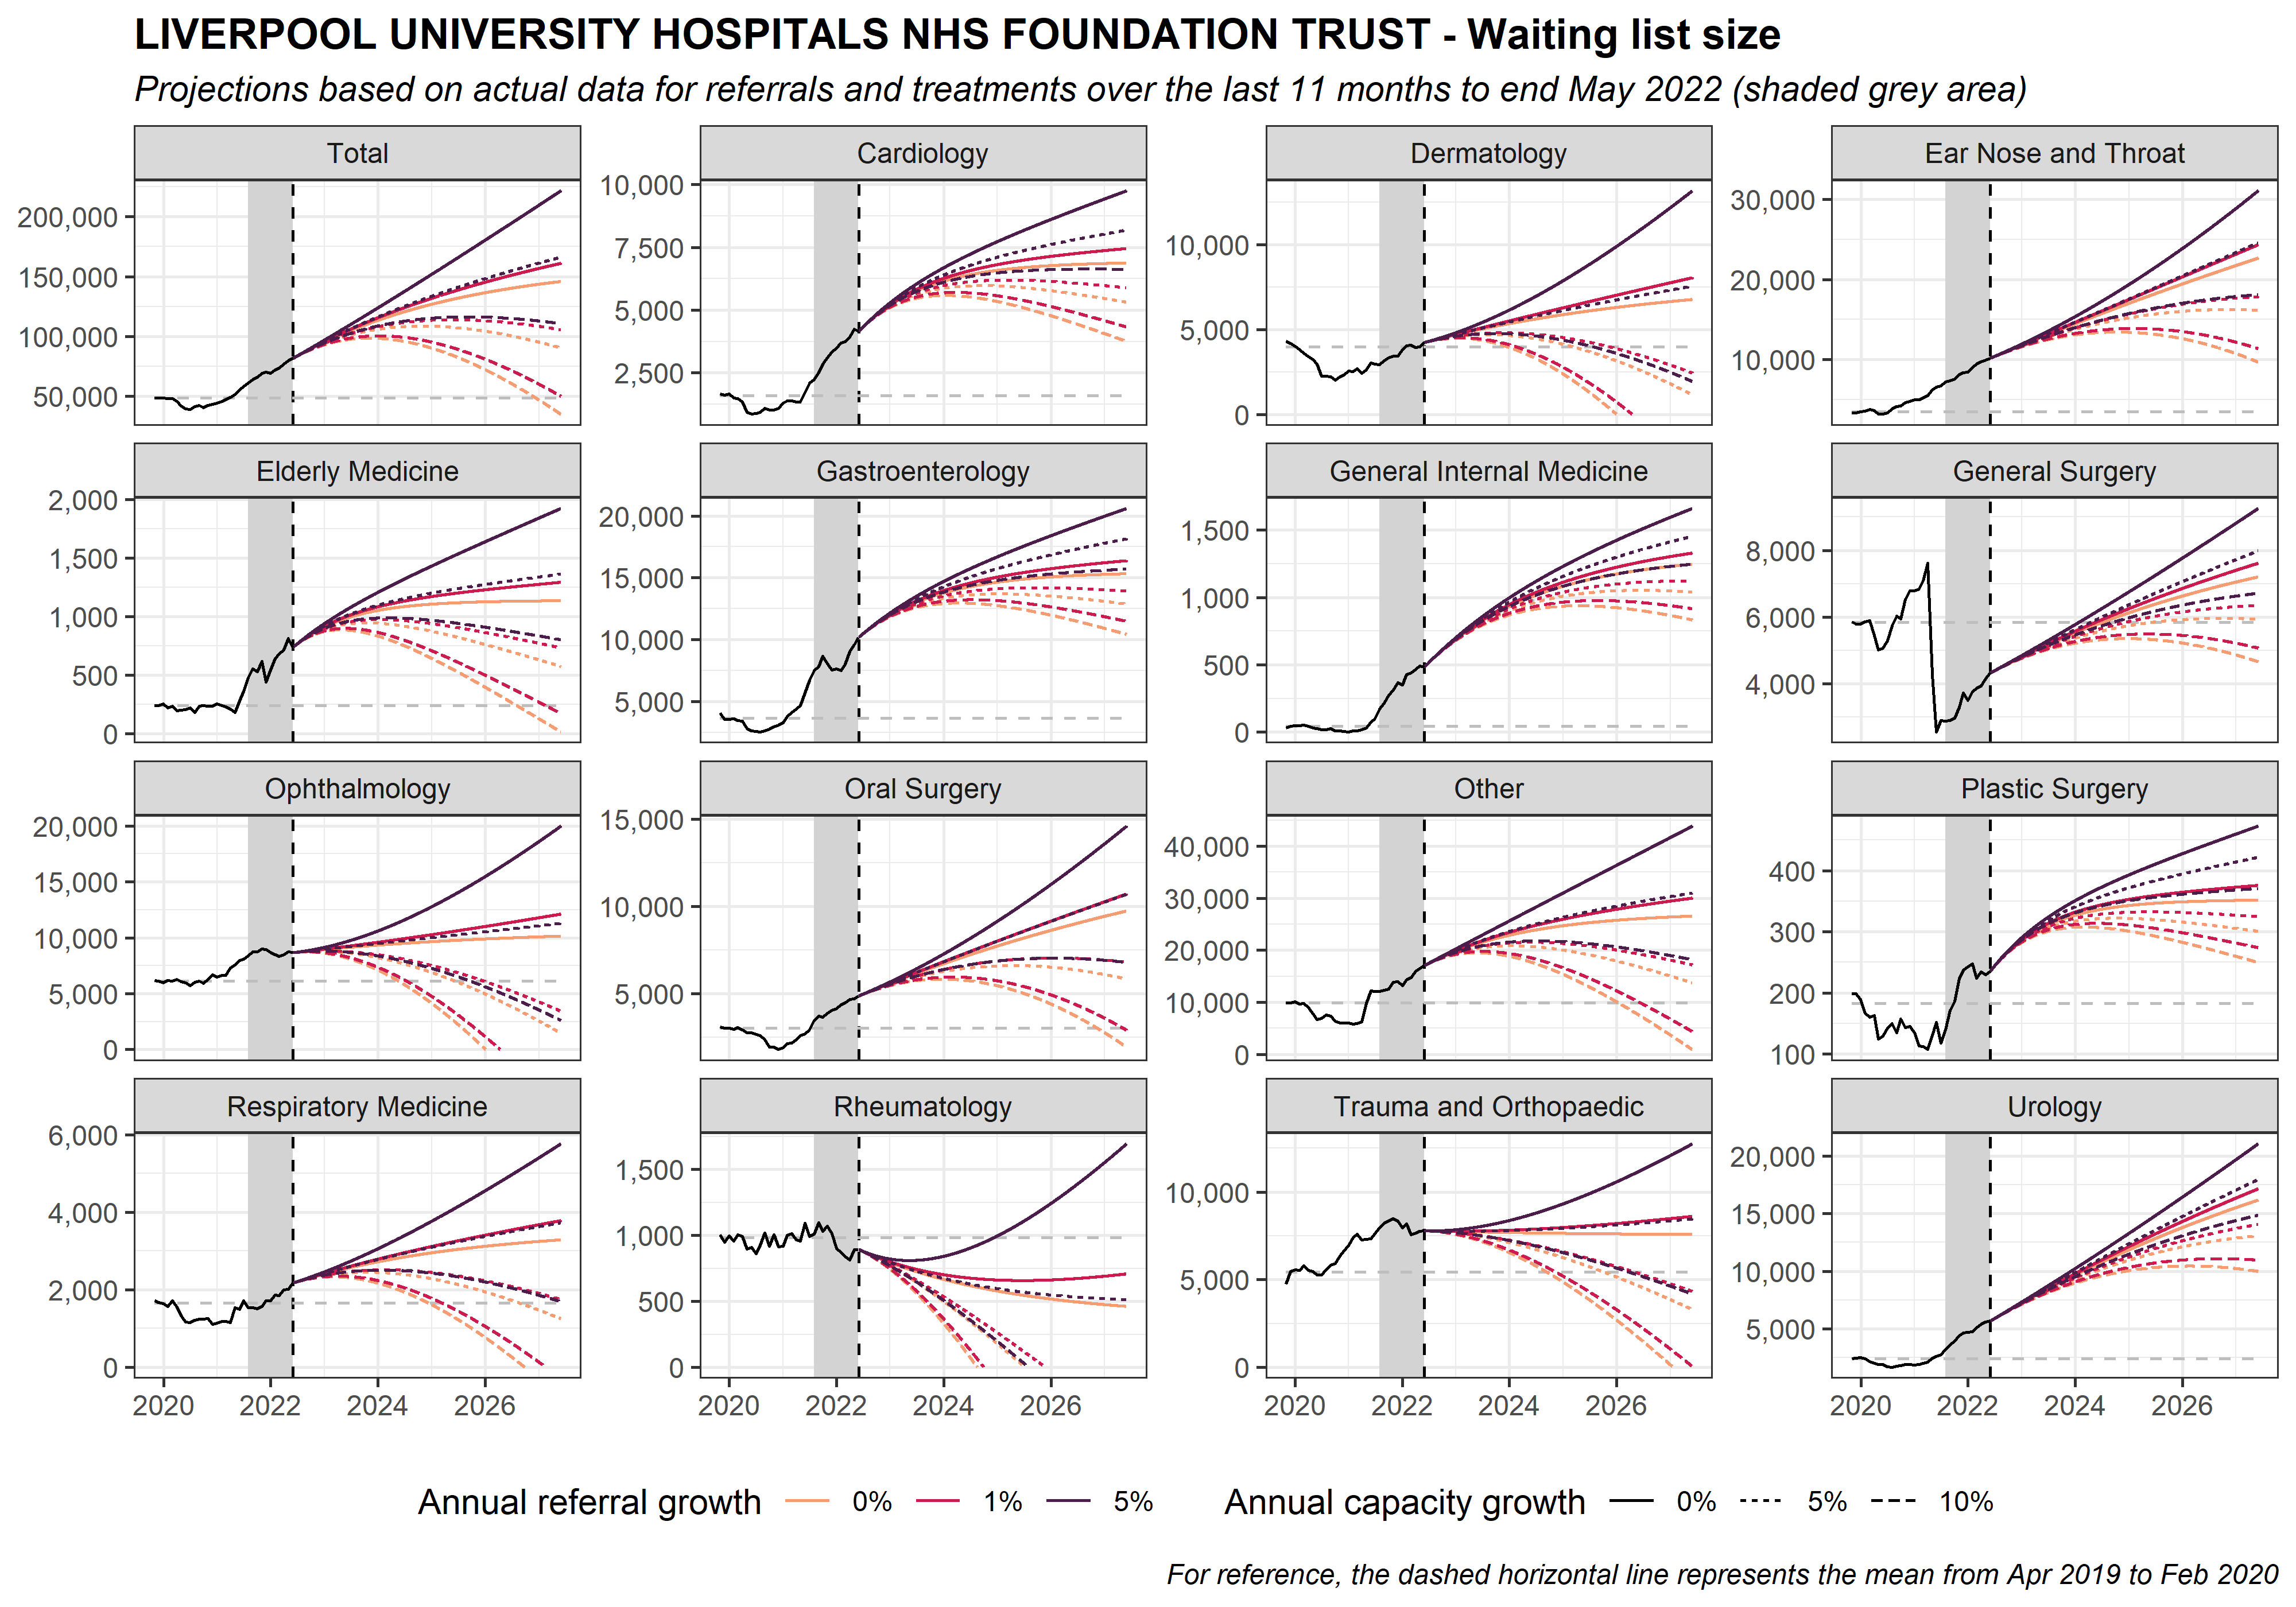 LIVERPOOL UNIVERSITY HOSPITALS NHS FOUNDATION TRUST - Waiting list size
Projections based on actual data for referrals and treatments over the last 11 months to end May 2022 (shaded grey area)
Total
200,000
150,000
100,000
50,000
Cardiology
10,000
7,500
5,000
2,500
Dermatology
10,000
5,000
0
Ear Nose and Throat
30,000
20,000
10,000
Elderly Medicine
2,000
1,500
1,000
500
0
Gastroenterology
20,000
15,000
10,000
5,000
General Internal Medicine
1,500
1,000
500
0
General Surgery
8,000
6,000
4,000
Ophthalmology
20,000
15,000
10,000
5,000
0
Oral Surgery
15,000
10,000
5,000
Other
40,000
30,000
20,000
10,000
0
Plastic Surgery
400
300
200
100
Respiratory Medicine
6,000
4,000
2,000
0
2020 2022 2024 2026
Rheumatology
1,500
1,000
500
0
2020 2022 2024 2026
Trauma and Orthopaedic
10,000
5,000
0
2020 2022 2024 2026
Urology
20,000
15,000
10,000
5,000
2020 2022 2024 2026
Annual referral growth 0% 1% 5% Annual capacity growth 0% 5% 10%
For reference, the dashed horizontal line represents the mean from Apr 2019 to Feb 2020